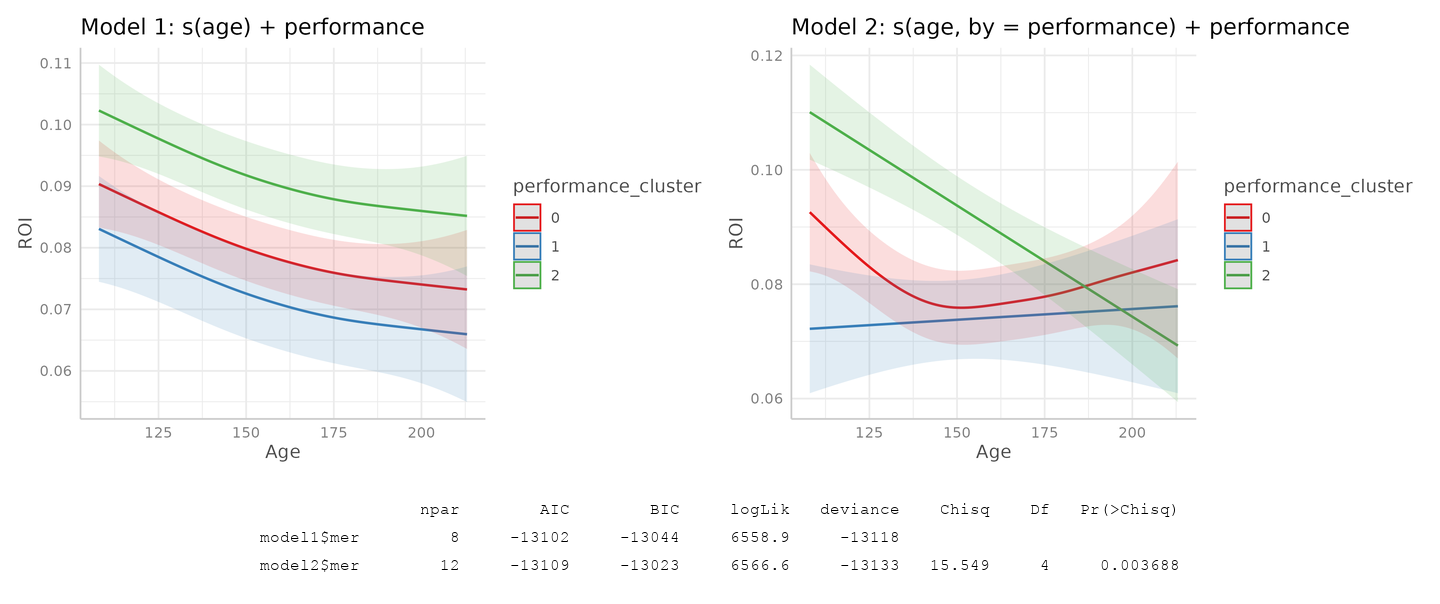 Model 1: s(age) + performance
0.11
0.10
0.09
0.08
0.07
0.06
ROI
125 150 175 200
Age
performance_cluster
0
1
2
Model 2: s(age, by = performance) + performance
0.12
0.10
0.08
0.06
ROI
125 150 175 200
Age
performance_cluster
0
1
2
npar AIC BIC logLik deviance Chisq Df Pr(>Chisq)
model1$mer 8 -13102 -13044 6558.9 -13118
model2$mer 12 -13109 -13023 6566.6 -13133 15.549 4 0.003688